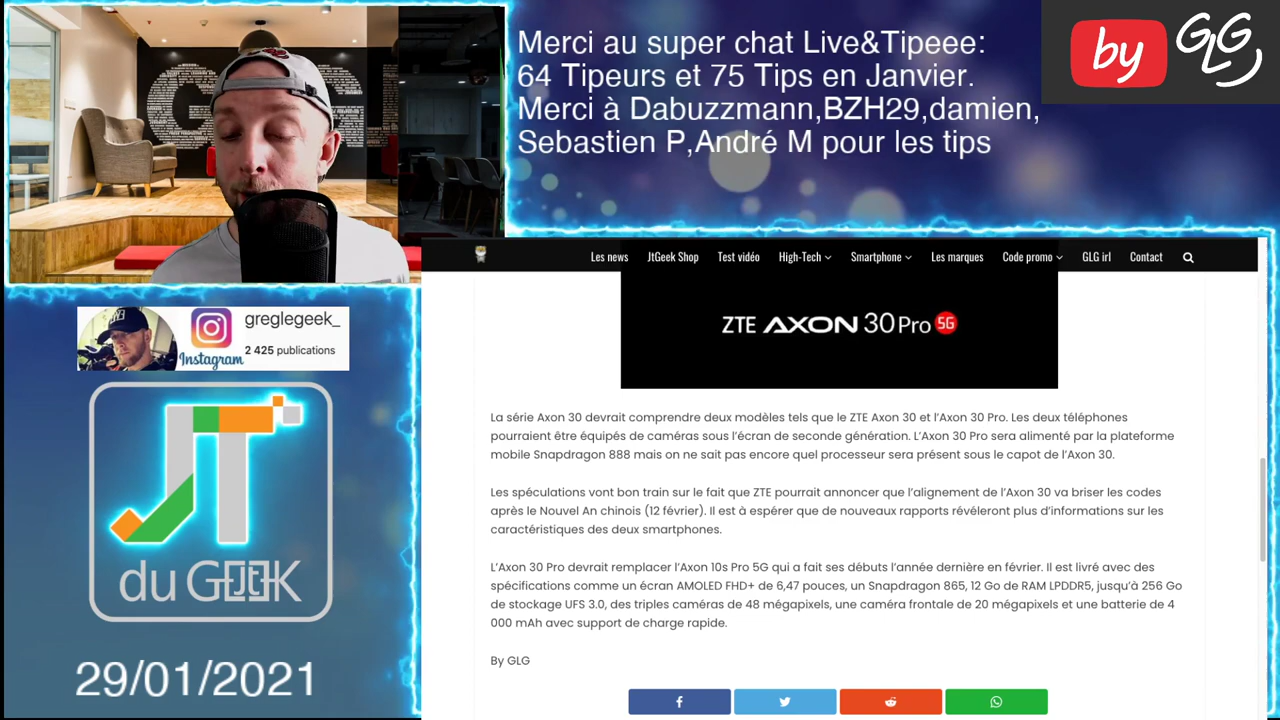 Merci au super chat Live&Tipeee:
64 Tipeurs et 75 Tips en janvier.
Merci à Dabuzzmann,BZH29,damien,
Sebastien P,André M pour les tips
by GLG
Les news JtGeek Shop Test vidéo High-Tech Smartphone Les marques Code promo GLG irl Contact
ZTE AXON 30 Pro 5G
greglegeek_
Instagram
2 425 publications
La série Axon 30 devrait comprendre deux modèles tels que le ZTE Axon 30 et l’Axon 30 Pro. Les deux téléphones
pourraient être équipés de caméras sous l’écran de seconde génération. L’Axon 30 Pro sera alimenté par la plateforme
mobile Snapdragon 888 mais on ne sait pas encore quel processeur sera présent sous le capot de l’Axon 30.
Les spéculations vont bon train sur le fait que ZTE pourrait annoncer que l’alignement de l’Axon 30 va briser les codes
après le Nouvel An chinois (12 février). Il est à espérer que de nouveaux rapports révéleront plus d’informations sur les
caractéristiques des deux smartphones.
L’Axon 30 Pro devrait remplacer l’Axon 10s Pro 5G qui a fait ses débuts l’année dernière en février. Il est livré avec des
spécifications comme un écran AMOLED FHD+ de 6,47 pouces, un Snapdragon 865, 12 Go de RAM LPDDR5, jusqu’à 256 Go
de stockage UFS 3.0, des triples caméras de 48 mégapixels, une caméra frontale de 20 mégapixels et une batterie de 4
000 mAh avec support de charge rapide.
By GLG
JT
du GEEK
29/01/2021